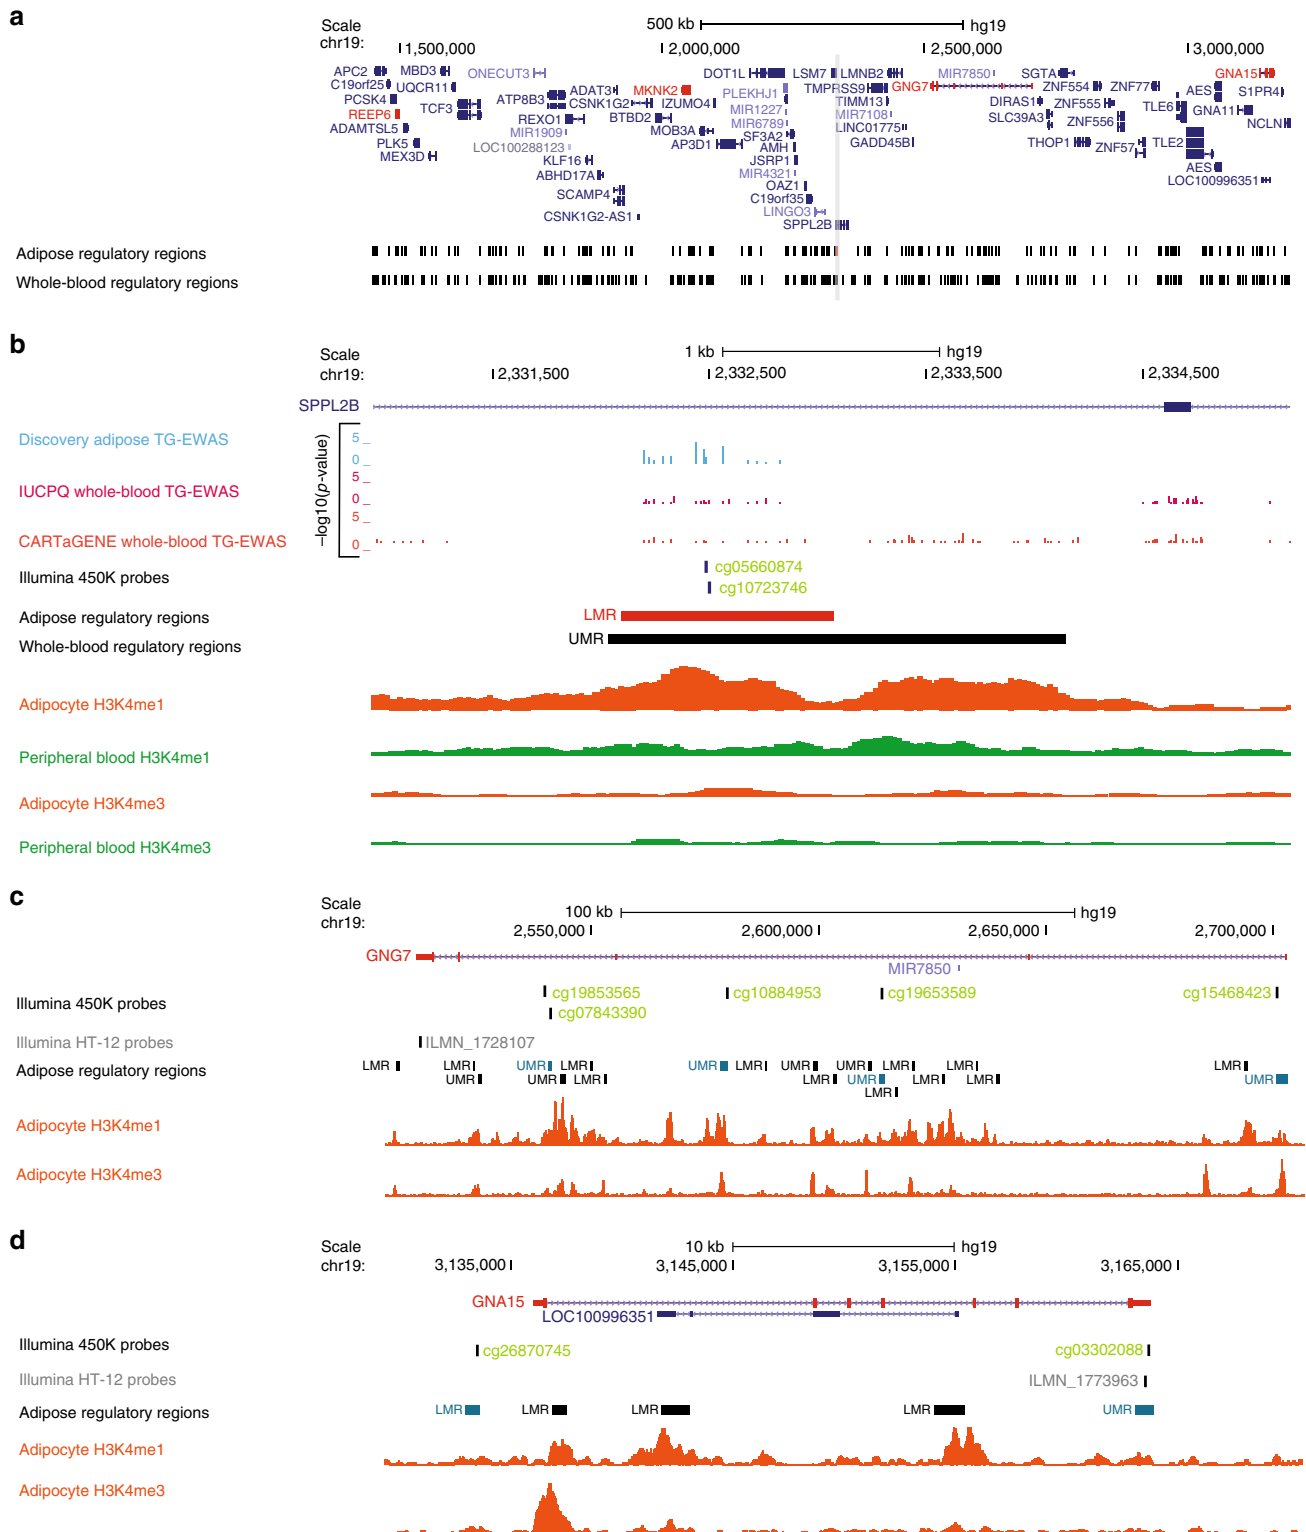 a
Scale 500 kb hg19
chr19: 1,500,000 2,000,000 2,500,000 3,000,000
APC2 MBD3 ONECUT3 DOT1L LSM7 LMNB2 MIR7850 SGTA GNA15
C19orf25 UQCR11 ADAT3 MKNK2 PLEKHJ1 TMPRSS9 GNG7 ZNF554 ZNF77 AES S1PR4
PCSK4 TCF3 ATP8B3 CSNK1G2 IZUMO4 MIR1227 TIMM13 DIRAS1 ZNF555 TLE6 GNA11
REEP6 REXO1 BTBD2 MIR6789 MIR7108 SLC39A3 ZNF556 NCLN
ADAMTSL5 MIR1909 MOB3A SF3A2 LINC01775
PLK5 LOC100288123 AP3D1 AMH GADD45B THOP1 ZNF57 TLE2
MEX3D KLF16 JSRP1
ABHD17A MIR4321 AES
SCAMP4 OAZ1 LOC100996351
C19orf35
CSNK1G2-AS1 LINGO3
SPPL2B
Adipose regulatory regions
Whole-blood regulatory regions
b
Scale 1 kb hg19
chr19: 2,331,500 2,332,500 2,333,500 2,334,500
SPPL2B
–log10(p-value)
Discovery adipose TG-EWAS 5
0
IUCPQ whole-blood TG-EWAS 5
0
CARTaGENE whole-blood TG-EWAS 5
0
Illumina 450K probes cg05660874
cg10723746
Adipose regulatory regions LMR
Whole-blood regulatory regions UMR
Adipocyte H3K4me1
Peripheral blood H3K4me1
Adipocyte H3K4me3
Peripheral blood H3K4me3
c
Scale 100 kb hg19
chr19: 2,550,000 2,600,000 2,650,000 2,700,000
GNG7
MIR7850
Illumina 450K probes cg19853565 cg10884953 cg19653589 cg15468423
cg07843390
Illumina HT-12 probes ILMN_1728107
Adipose regulatory regions LMR LMR UMR LMR UMR LMR UMR UMR LMR LMR LMR
UMR UMR LMR LMR UMR LMR LMR UMR
LMR
Adipocyte H3K4me1
Adipocyte H3K4me3
d
Scale 10 kb hg19
chr19: 3,135,000 3,145,000 3,155,000 3,165,000
GNA15
LOC100996351
Illumina 450K probes cg26870745 cg03302088
Illumina HT-12 probes ILMN_1773963
Adipose regulatory regions LMR LMR LMR LMR UMR
Adipocyte H3K4me1
Adipocyte H3K4me3